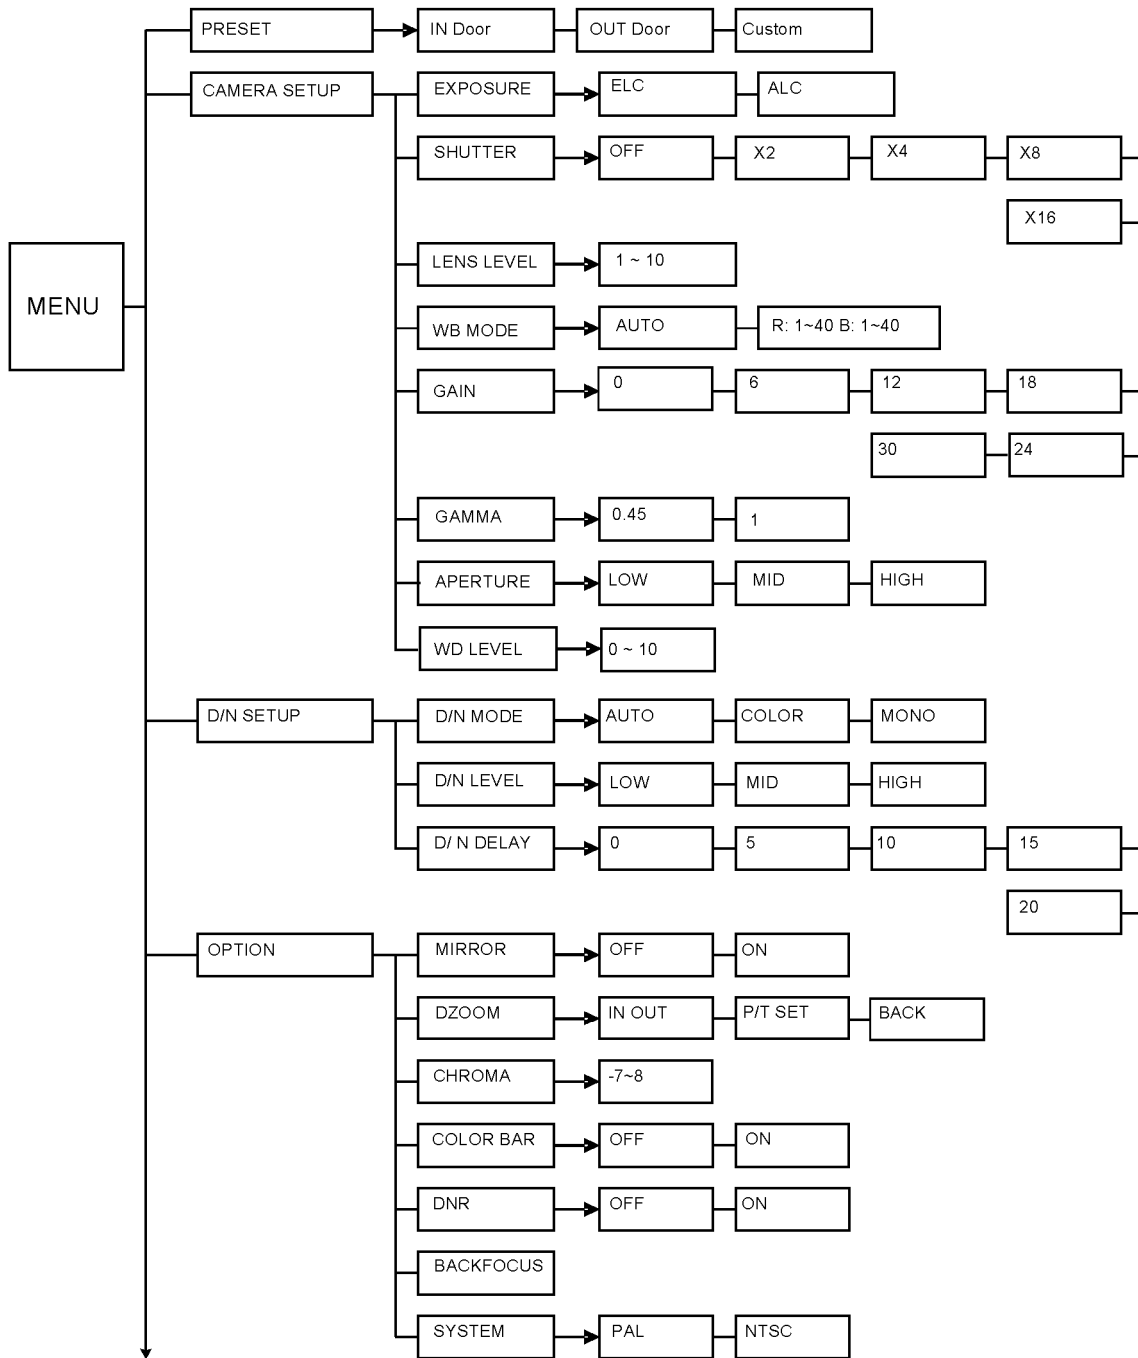 PRESET
IN Door
OUT Door
Custom
CAMERA SETUP
EXPOSURE
ELC
ALC
SHUTTER
OFF
X2
X4
X8
X16
MENU
LENS LEVEL
1 ~ 10
WB MODE
AUTO
R: 1~40 B: 1~40
GAIN
0
6
12
18
30
24
GAMMA
0.45
1
APERTURE
LOW
MID
HIGH
WD LEVEL
0 ~ 10
D/N SETUP
D/N MODE
AUTO
COLOR
MONO
D/N LEVEL
LOW
MID
HIGH
D/ N DELAY
0
5
10
15
20
OPTION
MIRROR
OFF
ON
DZOOM
IN OUT
P/T SET
BACK
CHROMA
-7~8
COLOR BAR
OFF
ON
DNR
OFF
ON
BACKFOCUS
SYSTEM
PAL
NTSC